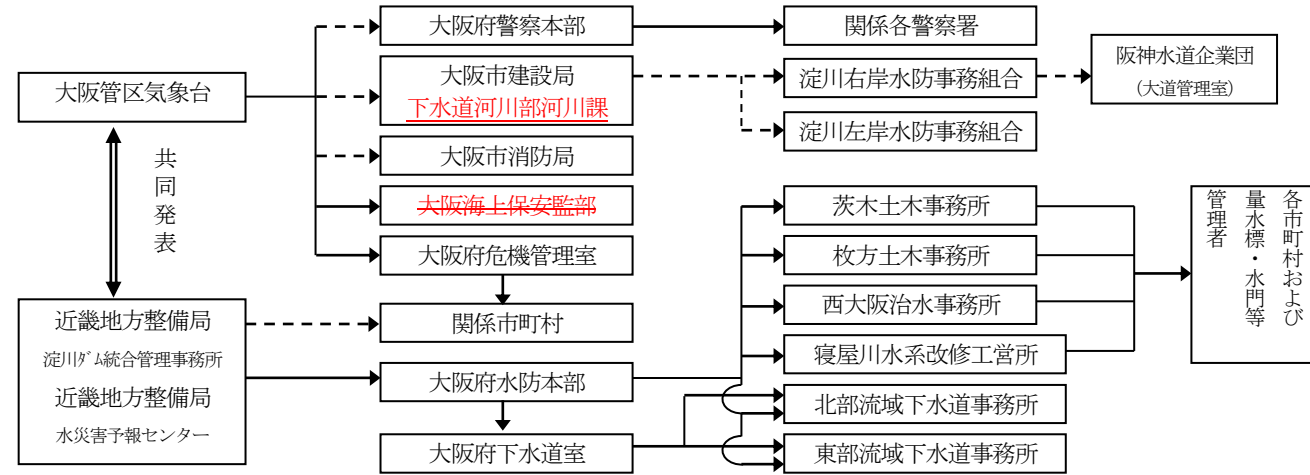 大阪管区気象台
共同発表
近畿地方整備局
淀川ダム統合管理事務所
近畿地方整備局
水災害予報センター
大阪府警察本部
大阪市建設局
下水道河川部河川課
大阪市消防局
大阪海上保安監部
大阪府危機管理室
関係市町村
大阪府水防本部
大阪府下水道室
関係各警察署
淀川右岸水防事務組合
淀川左岸水防事務組合
茨木土木事務所
枚方土木事務所
西大阪治水事務所
寝屋川水系改修工営所
北部流域下水道事務所
東部流域下水道事務所
阪神水道企業団
（大道管理室）
各市町村および
量水標・水門等
管理者